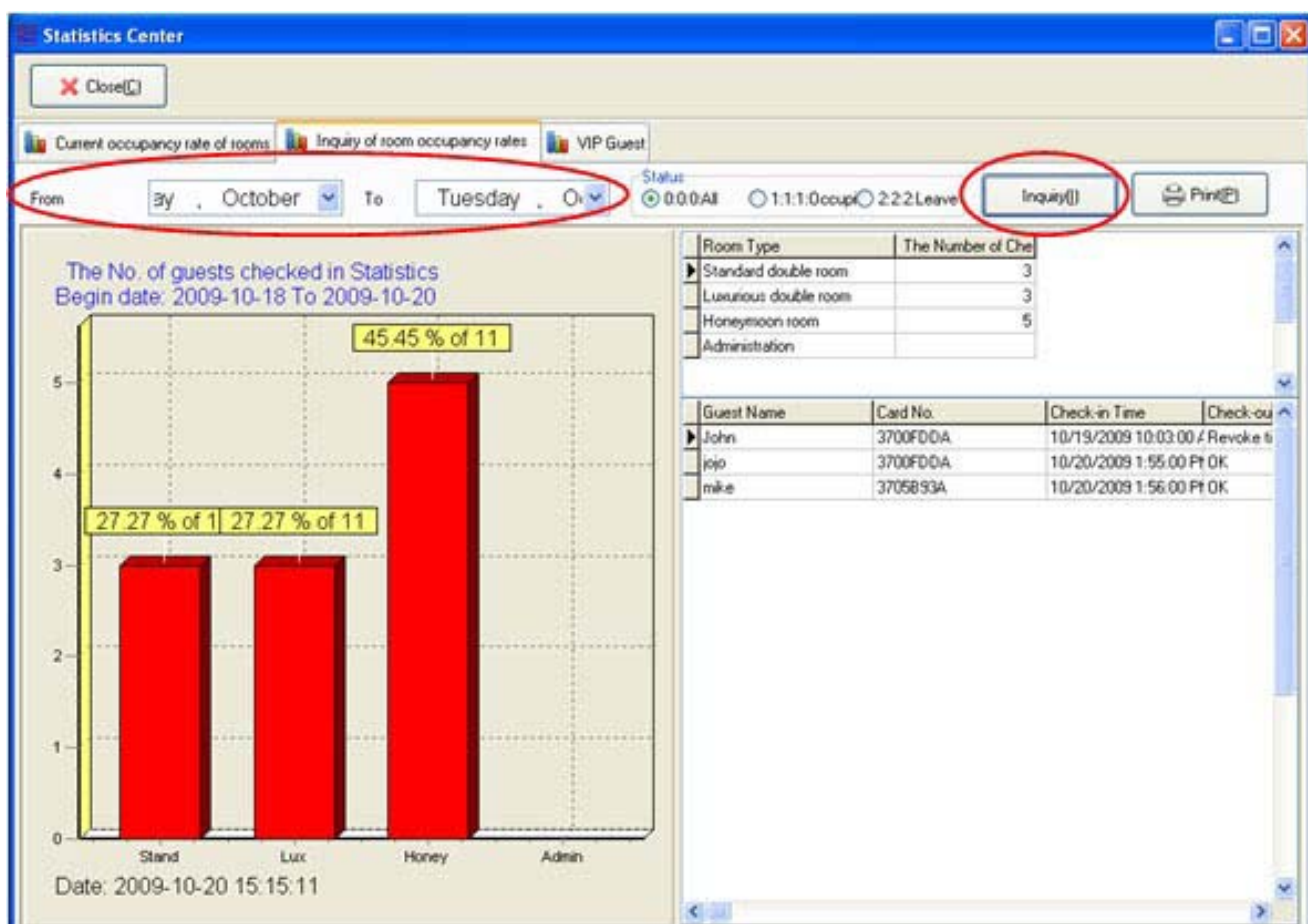 Statistics Center
Close(C)
Current occupancy rate of rooms Inquiry of room occupancy rates VIP Guest
From ay , October To Tuesday , Status 0:0:0:All 1:1:1:Occupi 2:2:2:Leave Inquiry(I) Print(P)
The No. of guests checked in Statistics
Begin date: 2009-10-18 To 2009-10-20
45.45 % of 11
27.27 % of 1 27.27 % of 11
5
4
3
2
1
0
Stand Lux Honey Admin
Date: 2009-10-20 15:15:11
Room Type The Number of Che
Standard double room 3
Luxurious double room 3
Honeymoon room 5
Administration
Guest Name Card No. Check-in Time Check-ou
John 3700FDDA 10/19/2009 10:03:00 A Revoke ti
jojo 3700FDDA 10/20/2009 1:55:00 PM OK
mike 3705B93A 10/20/2009 1:56:00 PM OK